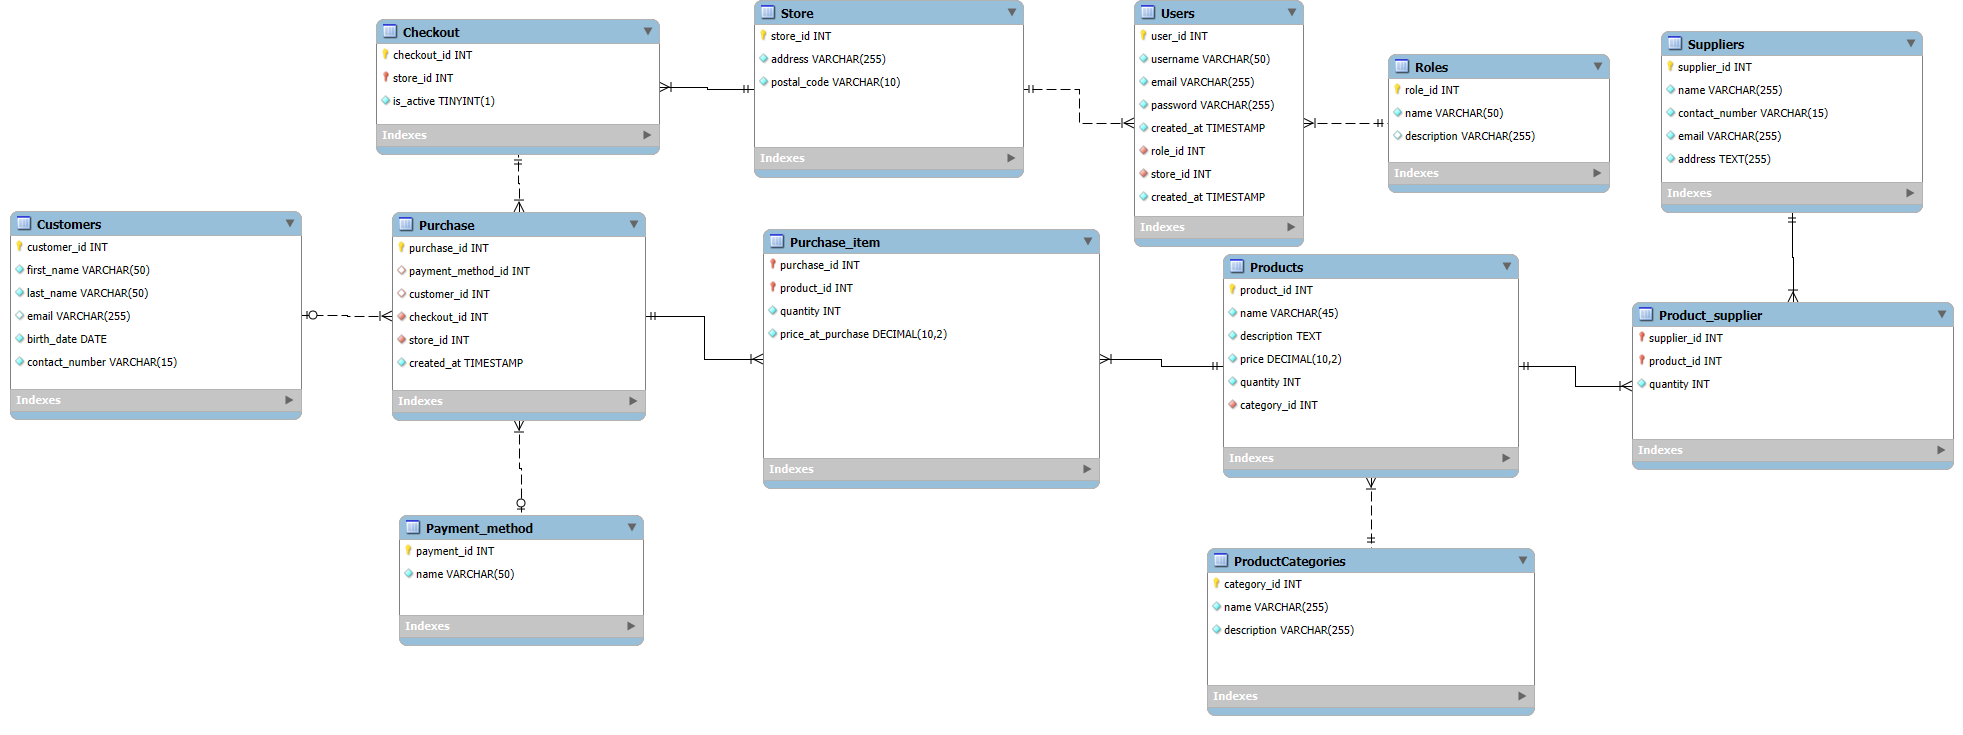 Checkout
checkout_id INT
store_id INT
is_active TINYINT(1)
Indexes
Store
store_id INT
address VARCHAR(255)
postal_code VARCHAR(10)
Indexes
Users
user_id INT
username VARCHAR(50)
email VARCHAR(255)
password VARCHAR(255)
created_at TIMESTAMP
role_id INT
store_id INT
created_at TIMESTAMP
Indexes
Roles
role_id INT
name VARCHAR(50)
description VARCHAR(255)
Indexes
Suppliers
supplier_id INT
name VARCHAR(255)
contact_number VARCHAR(15)
email VARCHAR(255)
address TEXT(255)
Indexes
Customers
customer_id INT
first_name VARCHAR(50)
last_name VARCHAR(50)
email VARCHAR(255)
birth_date DATE
contact_number VARCHAR(15)
Indexes
Purchase
purchase_id INT
payment_method_id INT
customer_id INT
checkout_id INT
store_id INT
created_at TIMESTAMP
Indexes
Purchase_item
purchase_id INT
product_id INT
quantity INT
price_at_purchase DECIMAL(10,2)
Indexes
Products
product_id INT
name VARCHAR(45)
description TEXT
price DECIMAL(10,2)
quantity INT
category_id INT
Indexes
Product_supplier
supplier_id INT
product_id INT
quantity INT
Indexes
Payment_method
payment_id INT
name VARCHAR(50)
Indexes
ProductCategories
category_id INT
name VARCHAR(255)
description VARCHAR(255)
Indexes